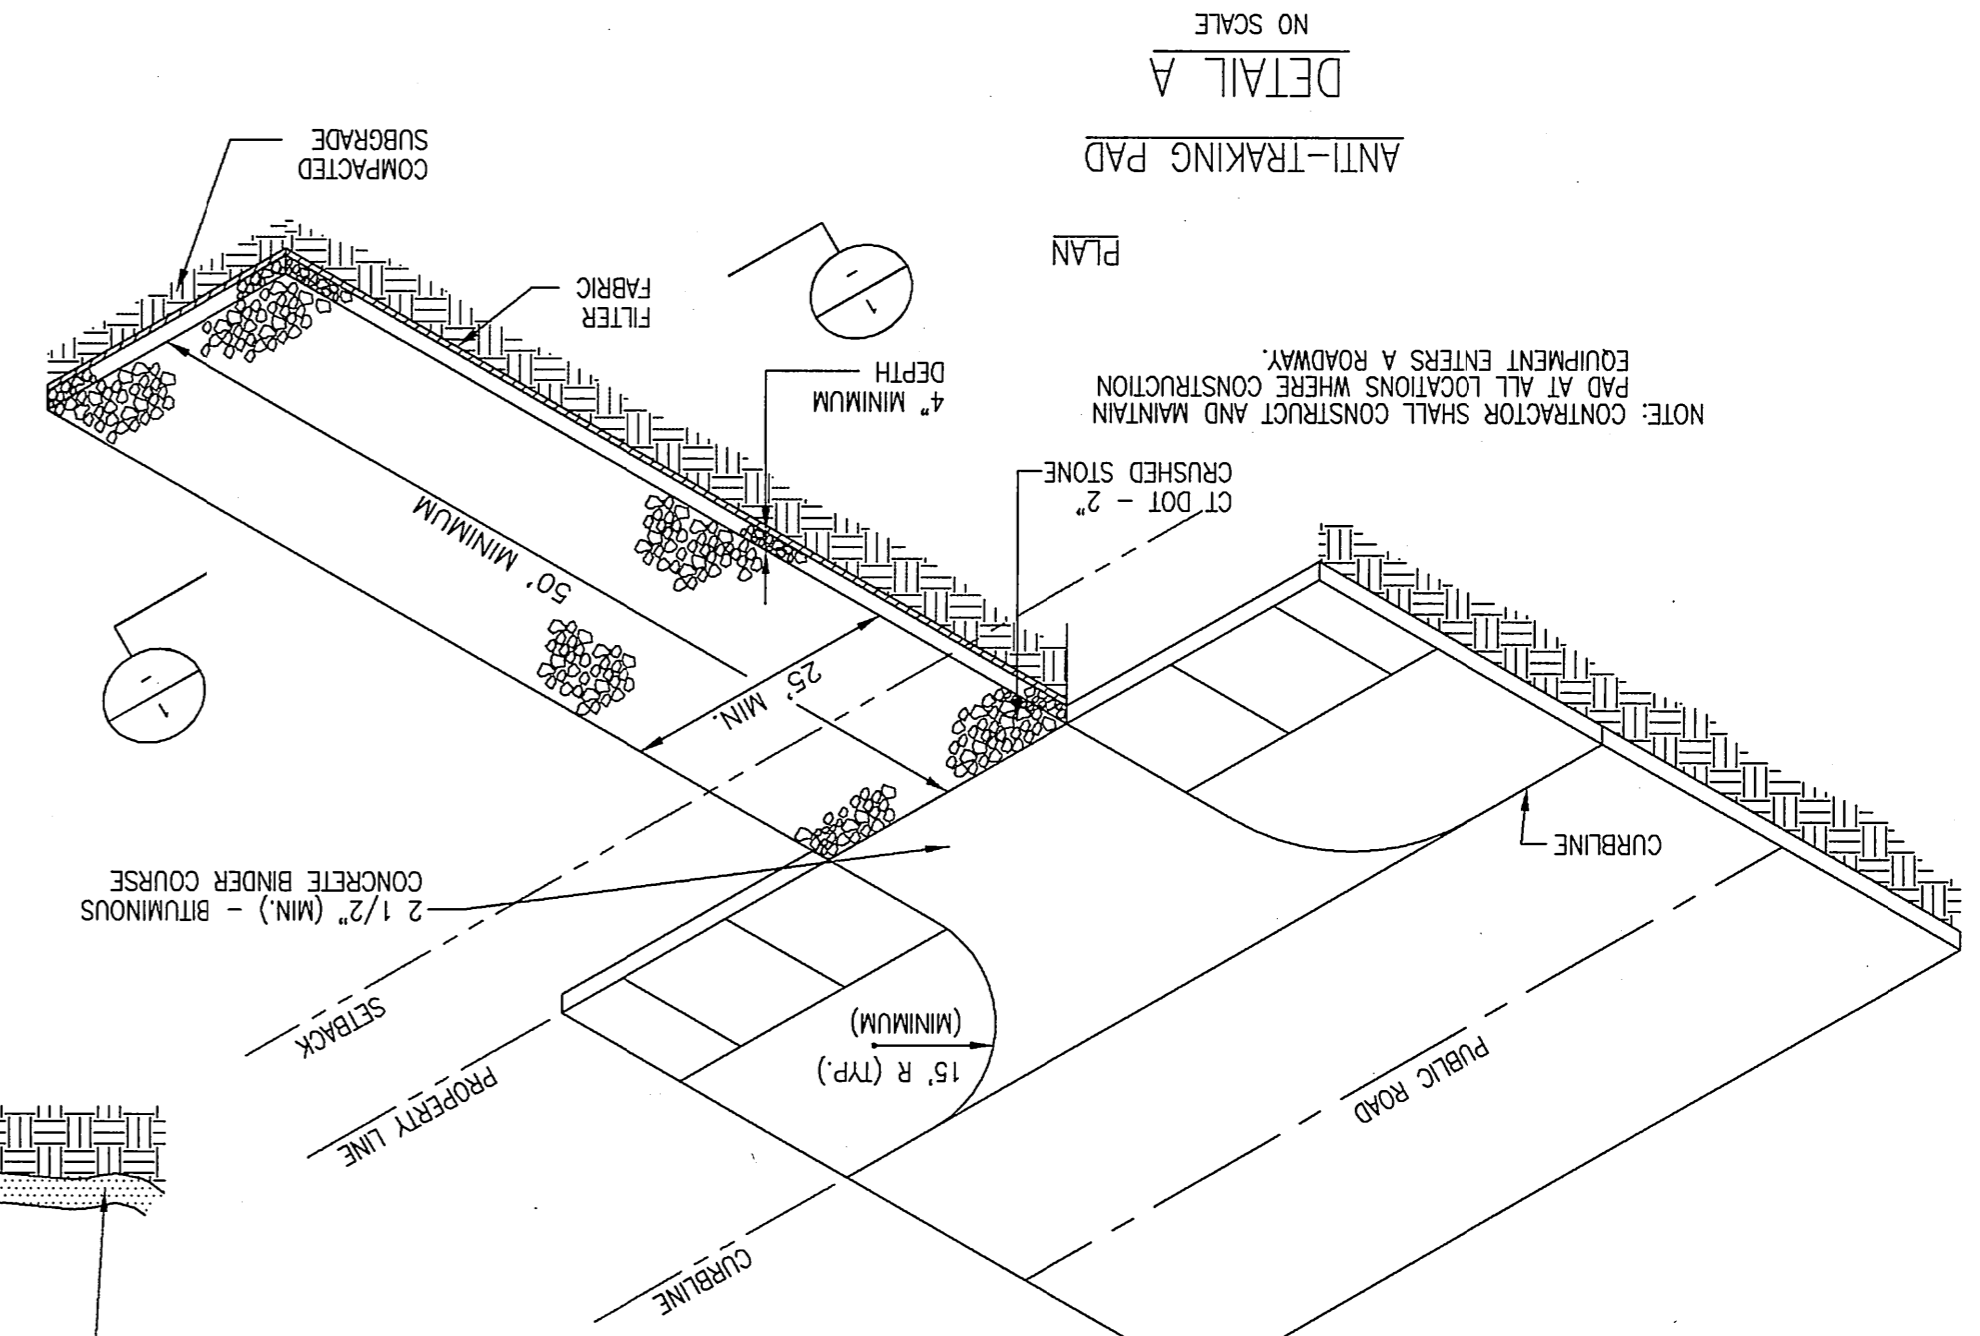 CURBLINE
PUBLIC ROAD
PROPERTY LINE
SETBACK
15' R (TYP.)
(MINIMUM)
2 1/2" (MIN.) - BITUMINOUS
CONCRETE BINDER COURSE
CURBLINE
25'
MIN.
50' MINIMUM
CT DOT - 2"
CRUSHED STONE
4" MINIMUM
DEPTH
FILTER
FABRIC
COMPACTED
SUBGRADE
1
-
1
-
NOTE: CONTRACTOR SHALL CONSTRUCT AND MAINTAIN
PAD AT ALL LOCATIONS WHERE CONSTRUCTION
EQUIPMENT ENTERS A ROADWAY.
PLAN
ANTI-TRAKING PAD
DETAIL A
NO SCALE